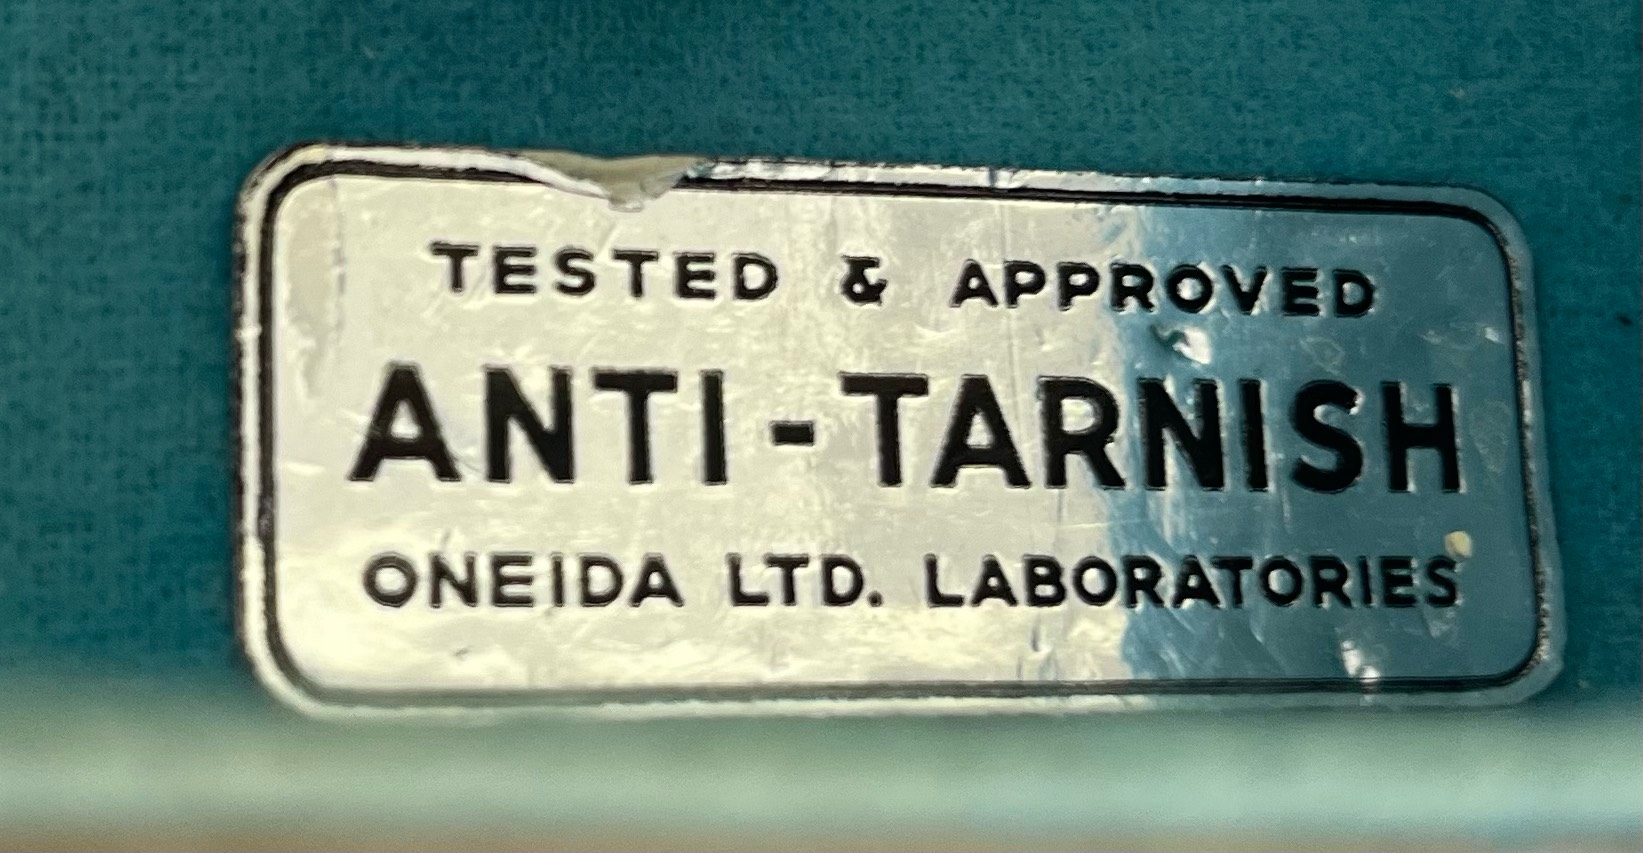 TESTED & APPROVED
ANTI-TARNISH
ONEIDA LTD. LABORATORIES